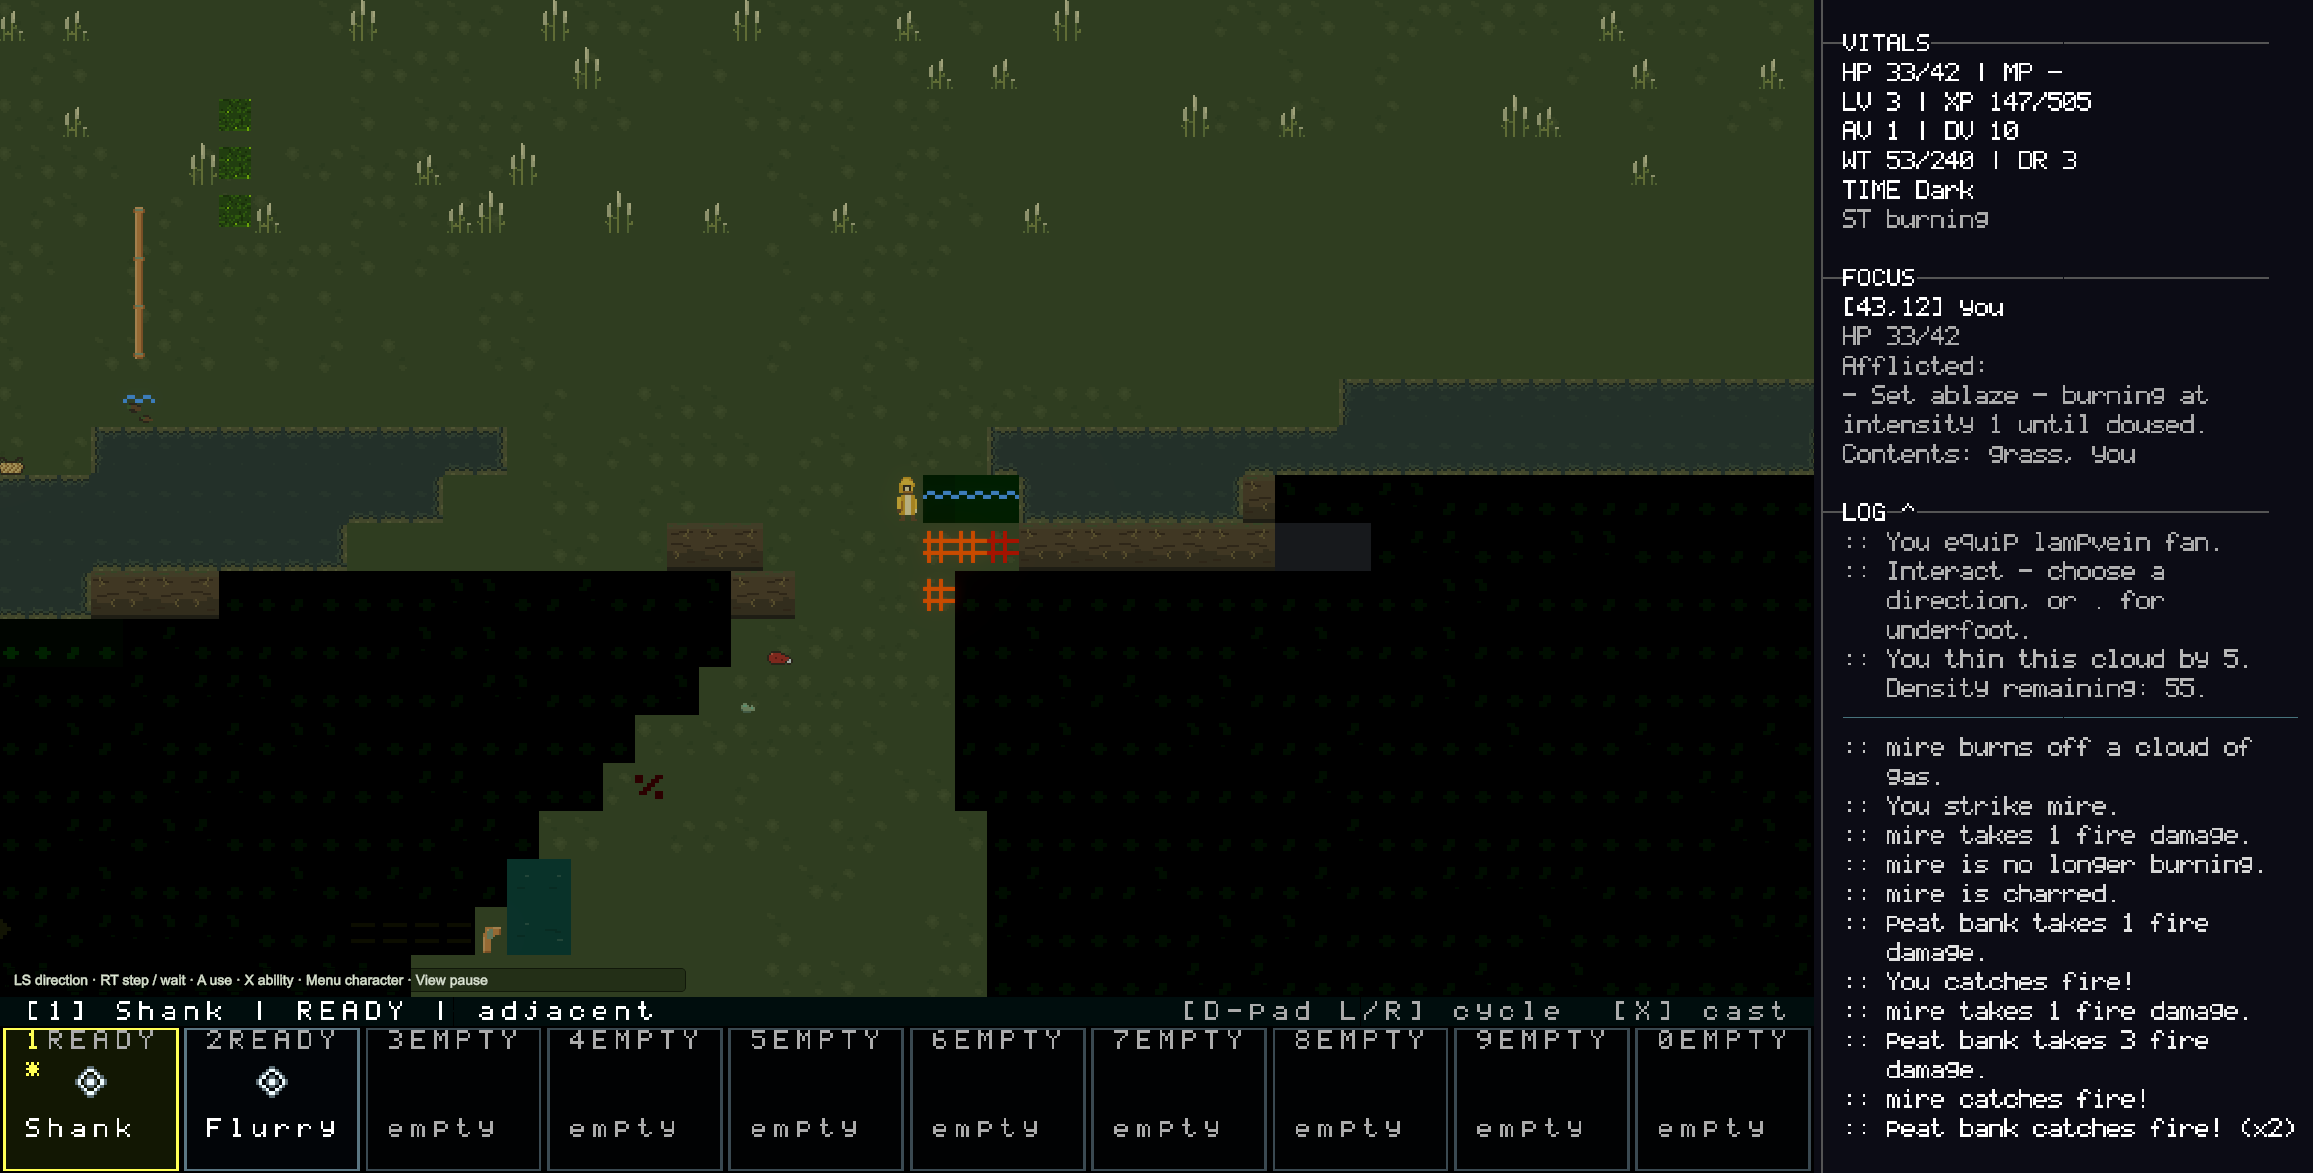 VITALS
HP 33/42 | MP -
LV 3 | XP 147/505
AV 1 | DV 10
WT 53/240 | DR 3
TIME Dark
ST burning
FOCUS
[43,12] You
HP 33/42
Afflicted:
- Set ablaze - burning at
intensity 1 until doused.
Contents: grass, You
LOG ^
:: You equip lampvein fan.
:: Interact - choose a
direction, or . for
underfoot.
:: You thin this cloud by 5.
Density remaining: 55.
:: mire burns off a cloud of
gas.
:: You strike mire.
:: mire takes 1 fire damage.
:: mire is no longer burning.
:: mire is charred.
:: Peat bank takes 1 fire
damage.
:: You catches fire!
:: mire takes 1 fire damage.
:: Peat bank takes 3 fire
damage.
:: mire catches fire!
:: Peat bank catches fire! (x2)
LS direction · RT step / wait · A use · X ability · Menu character · View pause
[1] Shank | READY | adjacent
[D-pad L/R] cycle [X] cast
1READY 2READY 3EMPTY 4EMPTY 5EMPTY 6EMPTY 7EMPTY 8EMPTY 9EMPTY 0EMPTY
Shank Flurry empty empty empty empty empty empty empty empty